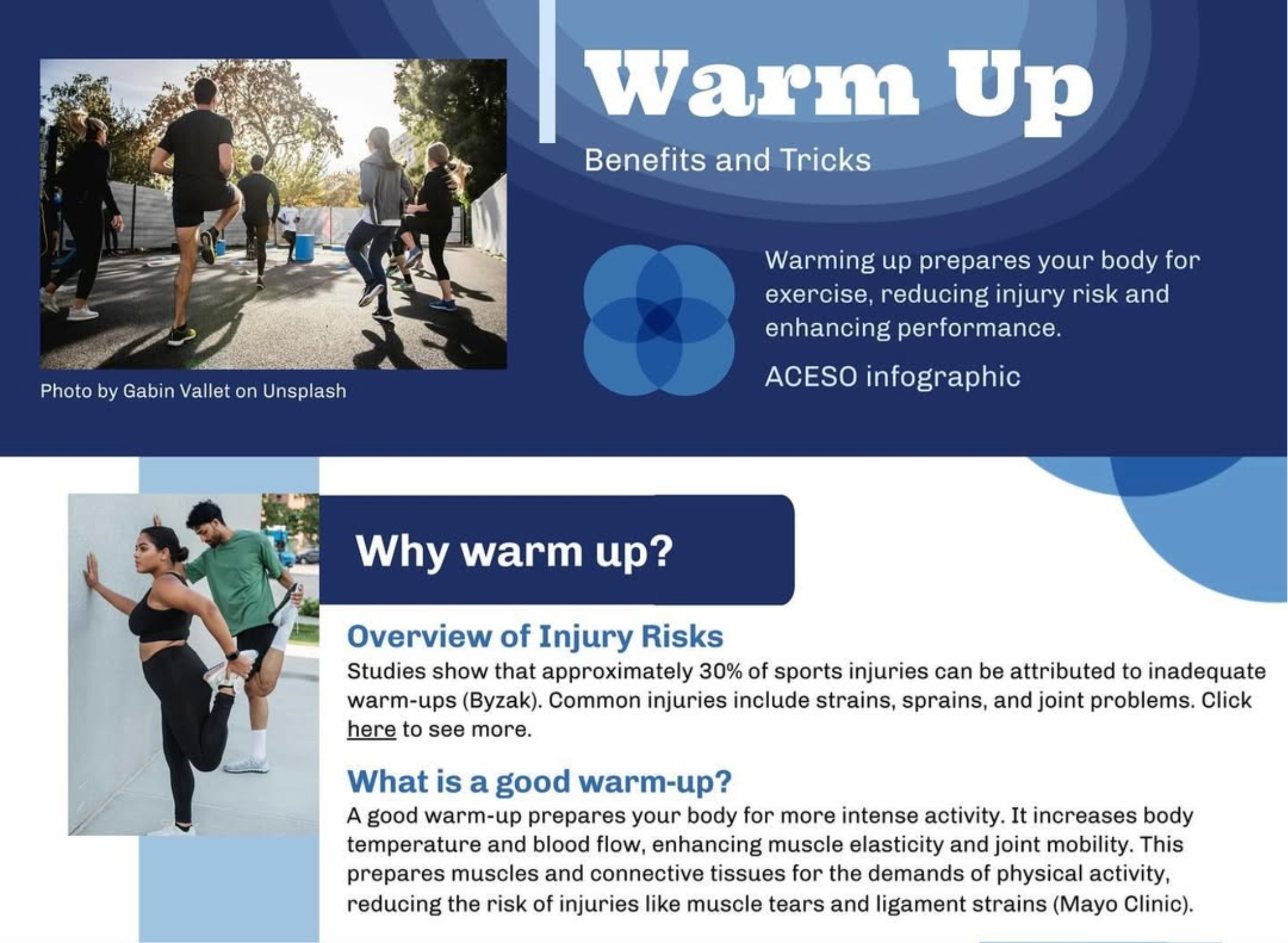 Warm Up
Benefits and Tricks
Warming up prepares your body for
exercise, reducing injury risk and
enhancing performance.
ACESO infographic
Photo by Gabin Vallet on Unsplash
Why warm up?
Overview of Injury Risks
Studies show that approximately 30% of sports injuries can be attributed to inadequate
warm-ups (Byzak). Common injuries include strains, sprains, and joint problems. Click
here to see more.
What is a good warm-up?
A good warm-up prepares your body for more intense activity. It increases body
temperature and blood flow, enhancing muscle elasticity and joint mobility. This
prepares muscles and connective tissues for the demands of physical activity,
reducing the risk of injuries like muscle tears and ligament strains (Mayo Clinic).